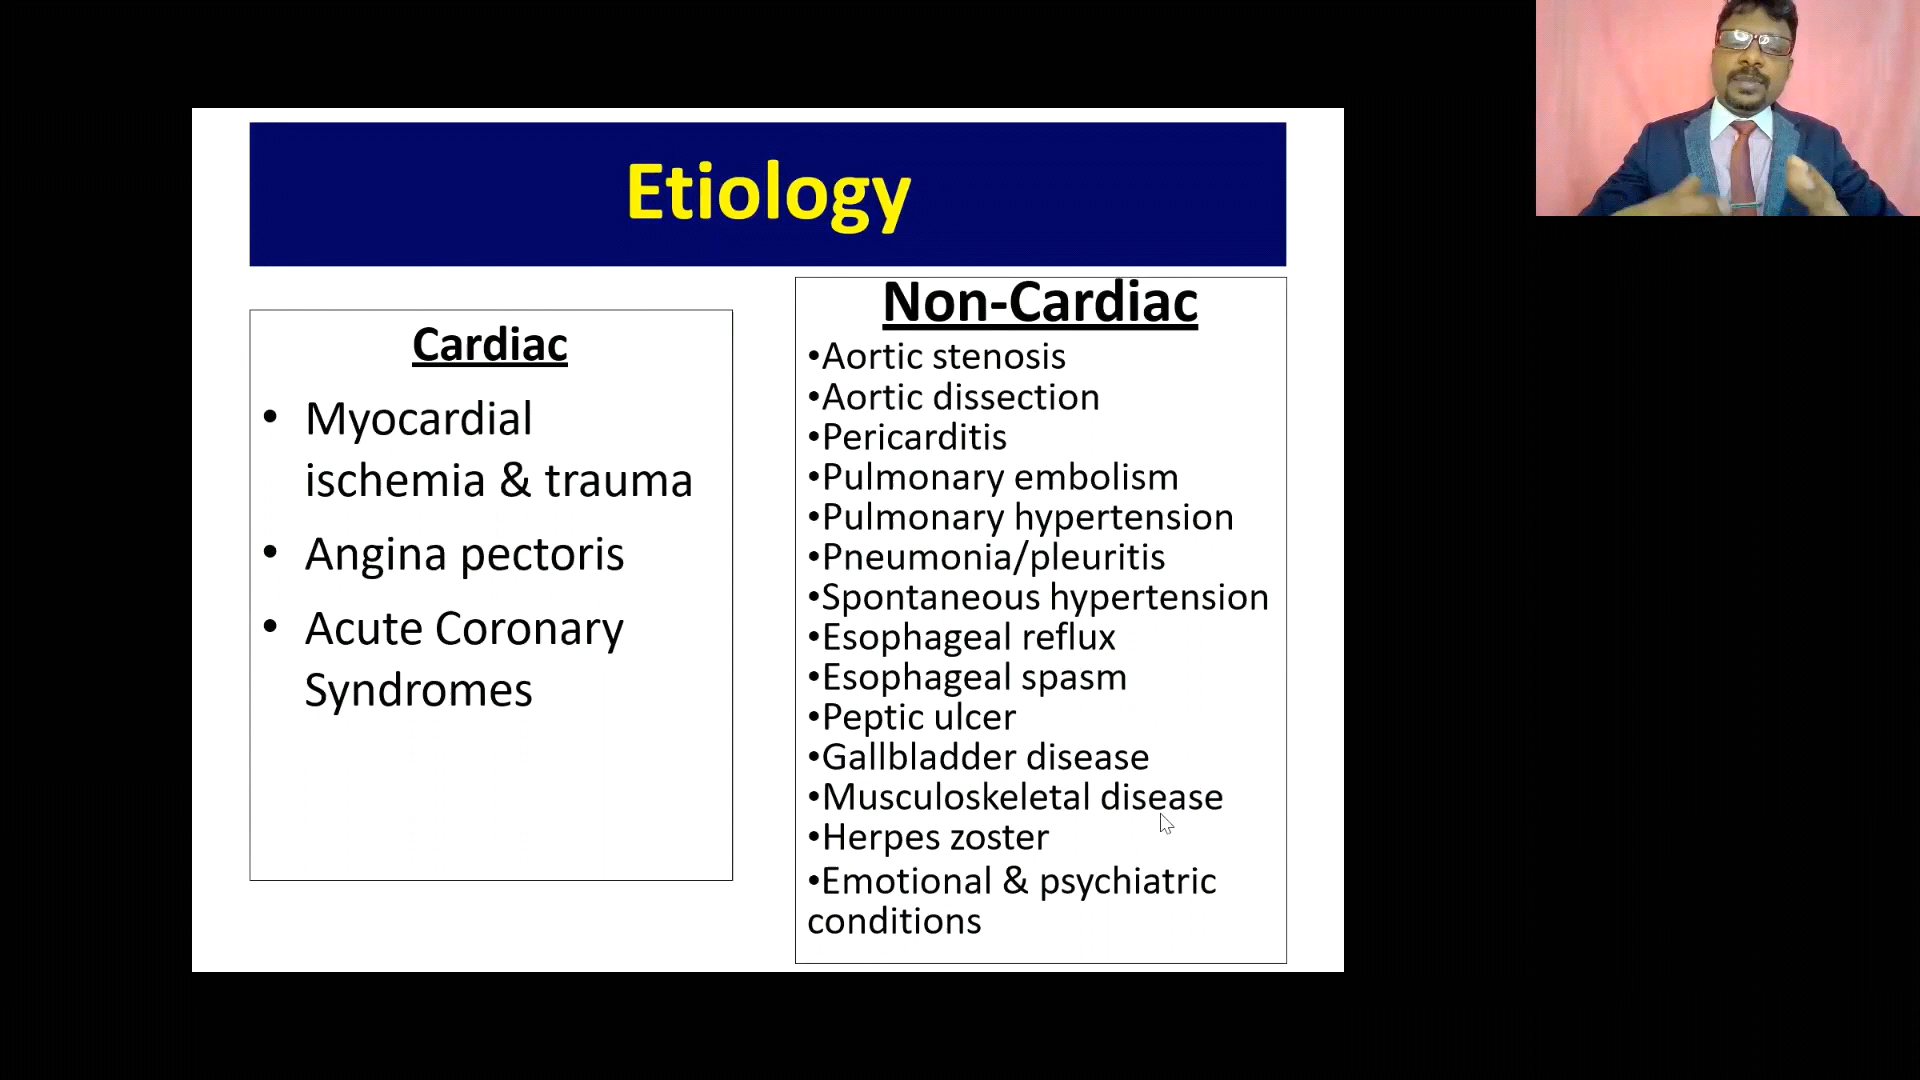 Etiology
Cardiac
• Myocardial
ischemia & trauma
• Angina pectoris
• Acute Coronary
Syndromes
Non-Cardiac
•Aortic stenosis
•Aortic dissection
•Pericarditis
•Pulmonary embolism
•Pulmonary hypertension
•Pneumonia/pleuritis
•Spontaneous hypertension
•Esophageal reflux
•Esophageal spasm
•Peptic ulcer
•Gallbladder disease
•Musculoskeletal disease
•Herpes zoster
•Emotional & psychiatric
conditions